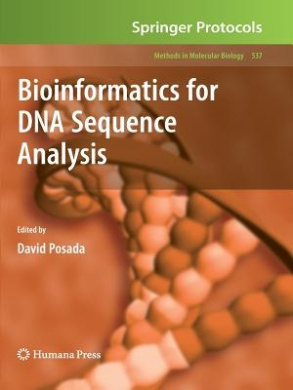 Springer Protocols
Methods in Molecular Biology 537
Bioinformatics for
DNA Sequence
Analysis
Edited by
David Posada
Humana Press